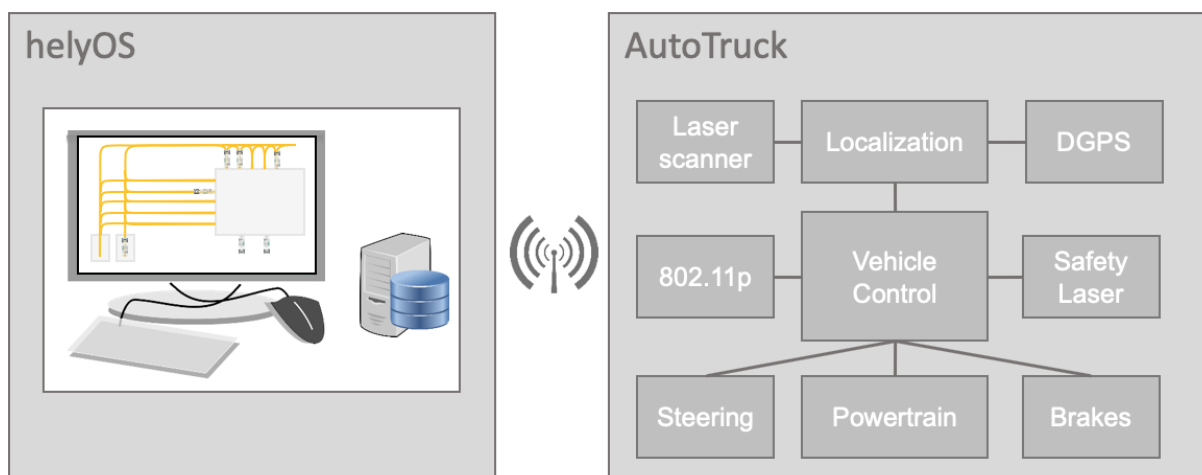 helyOS
AutoTruck
Laser
scanner
Localization
DGPS
802.11p
Vehicle
Control
Safety
Laser
Steering
Powertrain
Brakes